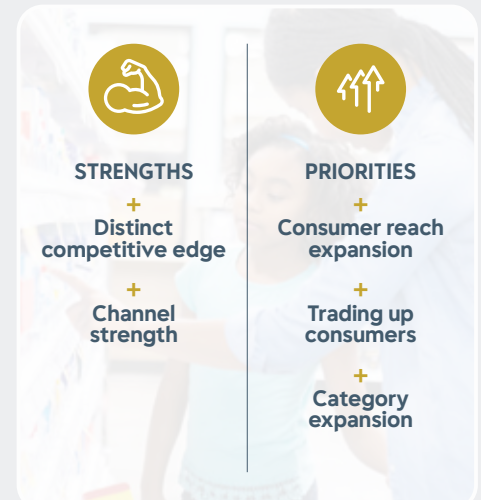 STRENGTHS
+
Distinct
competitive edge
+
Channel
strength
PRIORITIES
+
Consumer reach
expansion
+
Trading up
consumers
+
Category
expansion